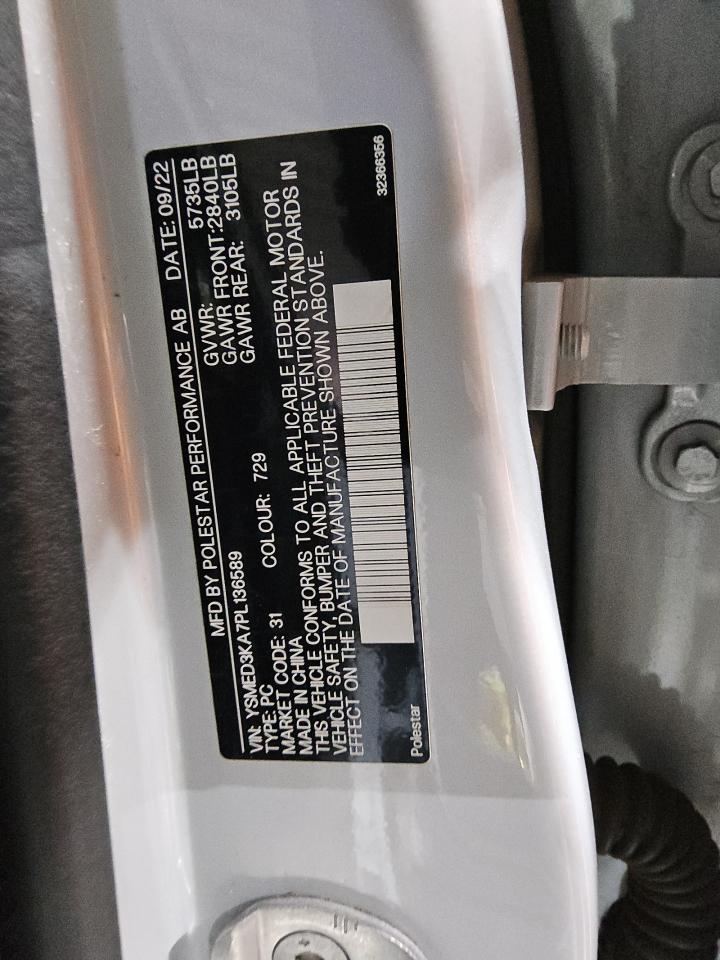 MFD BY POLESTAR PERFORMANCE AB DATE: 09/22
VIN: YSMED3KA7PL136589 GVWR: 5735LB
TYPE: PC GAWR FRONT:2840LB
MARKET CODE: 31 COLOUR: 729 GAWR REAR: 3105LB
MADE IN CHINA
THIS VEHICLE CONFORMS TO ALL APPLICABLE FEDERAL MOTOR
VEHICLE SAFETY, BUMPER AND THEFT PREVENTION STANDARDS IN
EFFECT ON THE DATE OF MANUFACTURE SHOWN ABOVE.
Polestar 32366356